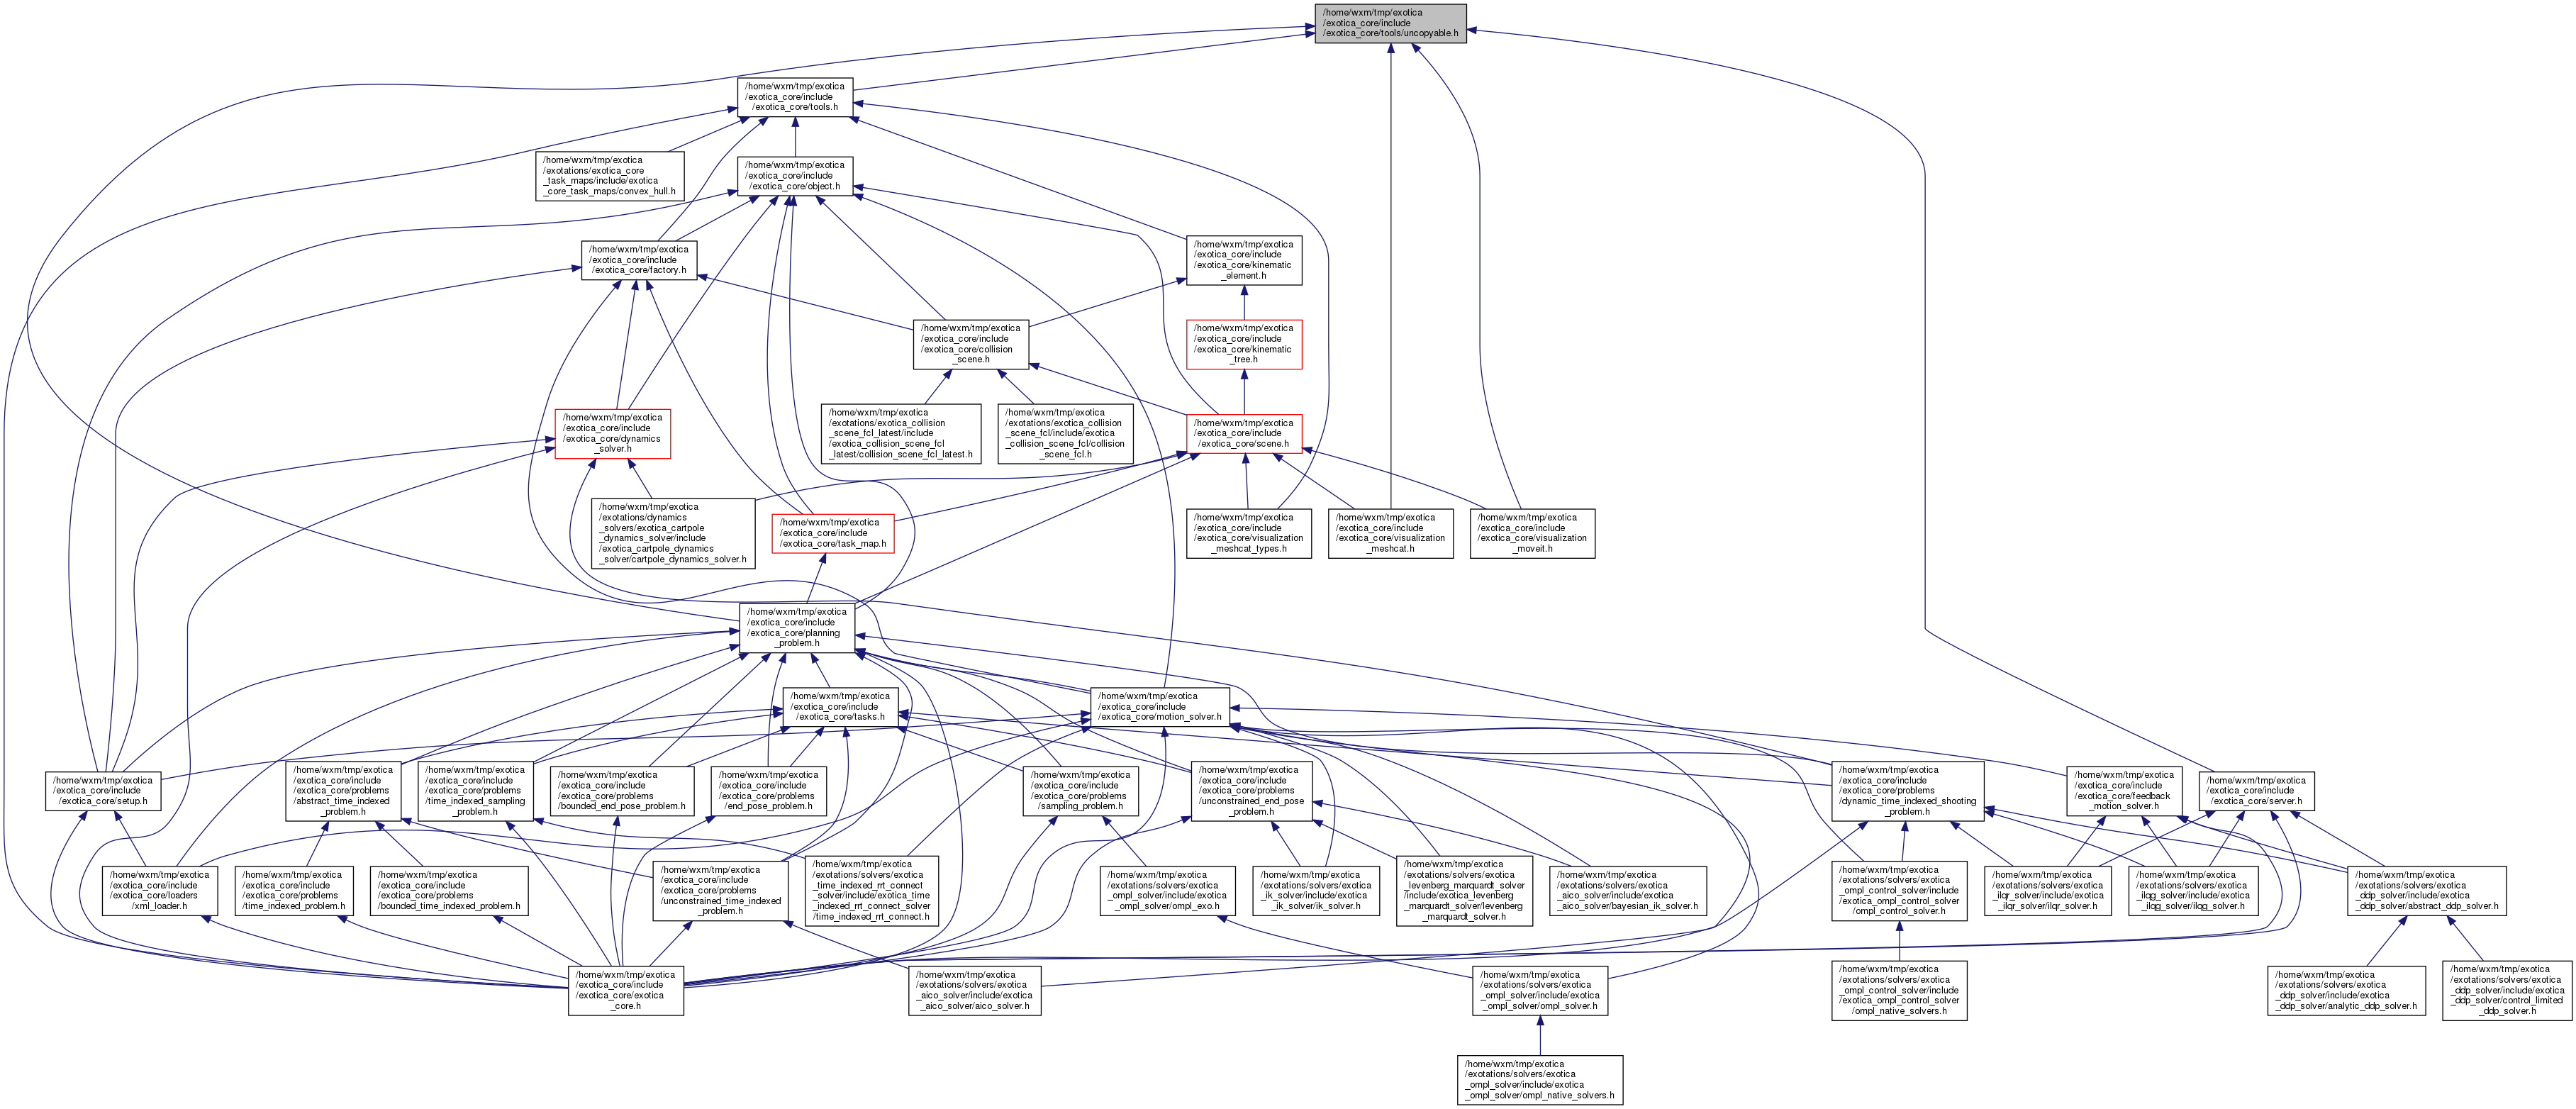 /home/wxm/tmp/exotica
/exotica_core/include
/exotica_core/tools/uncopyable.h
/home/wxm/tmp/exotica
/exotica_core/include
/exotica_core/tools.h
/home/wxm/tmp/exotica
/exotations/exotica_core
_task_maps/include/exotica
_core_task_maps/convex_hull.h
/home/wxm/tmp/exotica
/exotica_core/include
/exotica_core/object.h
/home/wxm/tmp/exotica
/exotica_core/include
/exotica_core/factory.h
/home/wxm/tmp/exotica
/exotica_core/include
/exotica_core/kinematic
_element.h
/home/wxm/tmp/exotica
/exotica_core/include
/exotica_core/collision
_scene.h
/home/wxm/tmp/exotica
/exotica_core/include
/exotica_core/kinematic
_tree.h
/home/wxm/tmp/exotica
/exotica_core/include
/exotica_core/dynamics
_solver.h
/home/wxm/tmp/exotica
/exotations/exotica_collision
_scene_fcl_latest/include
/exotica_collision_scene_fcl
_latest/collision_scene_fcl_latest.h
/home/wxm/tmp/exotica
/exotations/exotica_collision
_scene_fcl/include/exotica
_collision_scene_fcl/collision
_scene_fcl.h
/home/wxm/tmp/exotica
/exotica_core/include
/exotica_core/scene.h
/home/wxm/tmp/exotica
/exotations/dynamics
_solvers/exotica_cartpole
_dynamics_solver/include
/exotica_cartpole_dynamics
_solver/cartpole_dynamics_solver.h
/home/wxm/tmp/exotica
/exotica_core/include
/exotica_core/task_map.h
/home/wxm/tmp/exotica
/exotica_core/include
/exotica_core/visualization
_meshcat_types.h
/home/wxm/tmp/exotica
/exotica_core/include
/exotica_core/visualization
_meshcat.h
/home/wxm/tmp/exotica
/exotica_core/include
/exotica_core/visualization
_moveit.h
/home/wxm/tmp/exotica
/exotica_core/include
/exotica_core/planning
_problem.h
/home/wxm/tmp/exotica
/exotica_core/include
/exotica_core/tasks.h
/home/wxm/tmp/exotica
/exotica_core/include
/exotica_core/motion_solver.h
/home/wxm/tmp/exotica
/exotica_core/include
/exotica_core/setup.h
/home/wxm/tmp/exotica
/exotica_core/include
/exotica_core/problems
/abstract_time_indexed
_problem.h
/home/wxm/tmp/exotica
/exotica_core/include
/exotica_core/problems
/time_indexed_sampling
_problem.h
/home/wxm/tmp/exotica
/exotica_core/include
/exotica_core/problems
/bounded_end_pose_problem.h
/home/wxm/tmp/exotica
/exotica_core/include
/exotica_core/problems
/end_pose_problem.h
/home/wxm/tmp/exotica
/exotica_core/include
/exotica_core/problems
/sampling_problem.h
/home/wxm/tmp/exotica
/exotica_core/include
/exotica_core/problems
/unconstrained_end_pose
_problem.h
/home/wxm/tmp/exotica
/exotica_core/include
/exotica_core/problems
/dynamic_time_indexed_shooting
_problem.h
/home/wxm/tmp/exotica
/exotica_core/include
/exotica_core/feedback
_motion_solver.h
/home/wxm/tmp/exotica
/exotica_core/include
/exotica_core/server.h
/home/wxm/tmp/exotica
/exotica_core/include
/exotica_core/loaders
/xml_loader.h
/home/wxm/tmp/exotica
/exotica_core/include
/exotica_core/problems
/time_indexed_problem.h
/home/wxm/tmp/exotica
/exotica_core/include
/exotica_core/problems
/bounded_time_indexed_problem.h
/home/wxm/tmp/exotica
/exotica_core/include
/exotica_core/problems
/unconstrained_time_indexed
_problem.h
/home/wxm/tmp/exotica
/exotations/solvers/exotica
_time_indexed_rrt_connect
_solver/include/exotica_time
_indexed_rrt_connect_solver
/time_indexed_rrt_connect.h
/home/wxm/tmp/exotica
/exotations/solvers/exotica
_ompl_solver/include/exotica
_ompl_solver/ompl_exo.h
/home/wxm/tmp/exotica
/exotations/solvers/exotica
_ik_solver/include/exotica
_ik_solver/ik_solver.h
/home/wxm/tmp/exotica
/exotations/solvers/exotica
_levenberg_marquardt_solver
/include/exotica_levenberg
_marquardt_solver/levenberg
_marquardt_solver.h
/home/wxm/tmp/exotica
/exotations/solvers/exotica
_aico_solver/include/exotica
_aico_solver/bayesian_ik_solver.h
/home/wxm/tmp/exotica
/exotations/solvers/exotica
_ompl_control_solver/include
/exotica_ompl_control_solver
/ompl_control_solver.h
/home/wxm/tmp/exotica
/exotations/solvers/exotica
_ilqr_solver/include/exotica
_ilqr_solver/ilqr_solver.h
/home/wxm/tmp/exotica
/exotations/solvers/exotica
_ilqg_solver/include/exotica
_ilqg_solver/ilqg_solver.h
/home/wxm/tmp/exotica
/exotations/solvers/exotica
_ddp_solver/include/exotica
_ddp_solver/abstract_ddp_solver.h
/home/wxm/tmp/exotica
/exotica_core/include
/exotica_core/exotica
_core.h
/home/wxm/tmp/exotica
/exotations/solvers/exotica
_aico_solver/include/exotica
_aico_solver/aico_solver.h
/home/wxm/tmp/exotica
/exotations/solvers/exotica
_ompl_solver/include/exotica
_ompl_solver/ompl_solver.h
/home/wxm/tmp/exotica
/exotations/solvers/exotica
_ompl_control_solver/include
/exotica_ompl_control_solver
/ompl_native_solvers.h
/home/wxm/tmp/exotica
/exotations/solvers/exotica
_ddp_solver/include/exotica
_ddp_solver/analytic_ddp_solver.h
/home/wxm/tmp/exotica
/exotations/solvers/exotica
_ddp_solver/include/exotica
_ddp_solver/control_limited
_ddp_solver.h
/home/wxm/tmp/exotica
/exotations/solvers/exotica
_ompl_solver/include/exotica
_ompl_solver/ompl_native_solvers.h